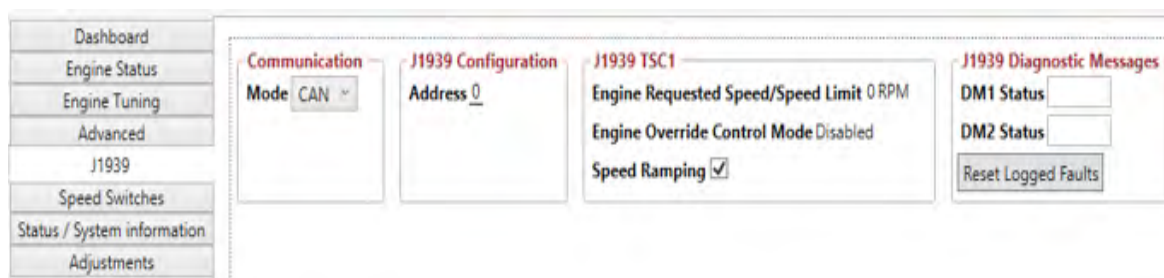 Dashboard
Engine Status
Engine Tuning
Advanced
J1939
Speed Switches
Status / System information
Adjustments
Communication
Mode CAN
J1939 Configuration
Address 0
J1939 TSC1
Engine Requested Speed/Speed Limit 0 RPM
Engine Override Control Mode Disabled
Speed Ramping
J1939 Diagnostic Messages
DM1 Status
DM2 Status
Reset Logged Faults